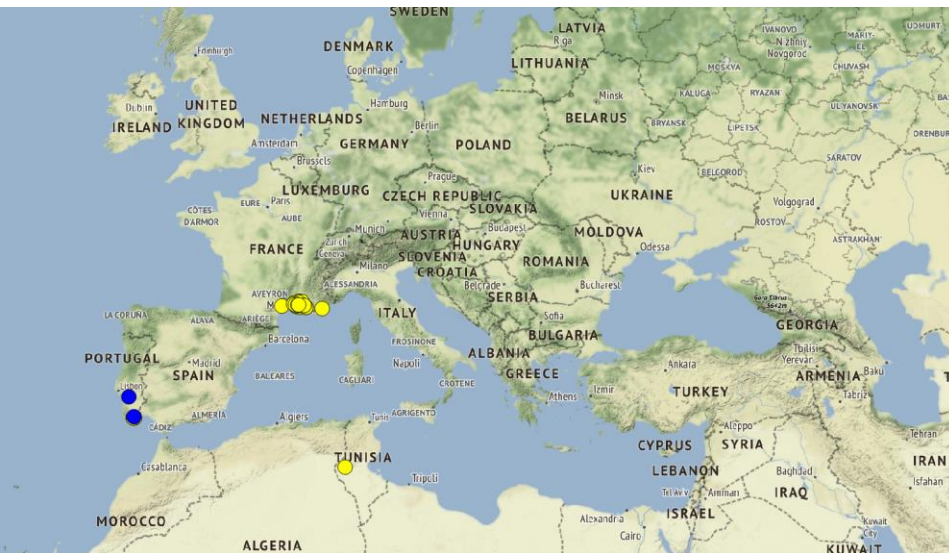 SWEDEN
Edinburgh
DENMARK
Copenhagen
LATVIA
Riga
LITHUANIA
IVANOVO
Nizhniy
Novgorod
MARIY-
EL
UDMURT
MOSKVA
CHUVASH
Dublin
IRELAND
UNITED
KINGDOM
Hamburg
NETHERLANDS
Amsterdam
Berlin
GERMANY
POLAND
Minsk
BELARUS
KALUGA
RYAZAN'
ULYANOVSK
BRYANSK
LIPETSK
ORENBUR
Brussels
LUXEMBURG
Prague
CZECH REPUBLIC
SLOVAKIA
Kiev
UKRAINE
BELGOROD
SARATOV
Volgograd
CÔTES
D'ARMOR
EURE
Paris
AUBE
FRANCE
Munich
Vienna
AUSTRIA
Budapest
HUNGARY
MOLDOVA
Odessa
ROSTOV
ASTRAKHAN'
Zürich
Geneva
Milano
SLOVENIA
CROATIA
ROMANIA
ALESSANDRIA
Belgrade
Bucharest
SERBIA
AVEYRON
LA CORUÑA
ALAVA
ARIÈGE
ITALY
Sofia
BULGARIA
3642m
GEORGIA
Tbilisi
PORTUGAL
Madrid
SPAIN
Barcelona
BALEARES
FROSINONE
Napoli
CAGLIARI
CROTENE
ALBANIA
GREECE
Ankara
TURKEY
Yerevan
ARMENIA
Baku
Tabriz
Lisbon
CÁDIZ
ALMERÍA
Algiers
Tunis
AGRIGENTO
Athens
Izmir
Aleppo
CYPRUS
SYRIA
Tehran
IRAN
Isfahan
Casablanca
TUNISIA
Tripoli
LEBANON
Tel Aviv
Amman
Baghdad
IRAQ
ISRAEL
MOROCCO
ALGERIA
Alexandria
Cairo
Kuwait
City
KUWAIT